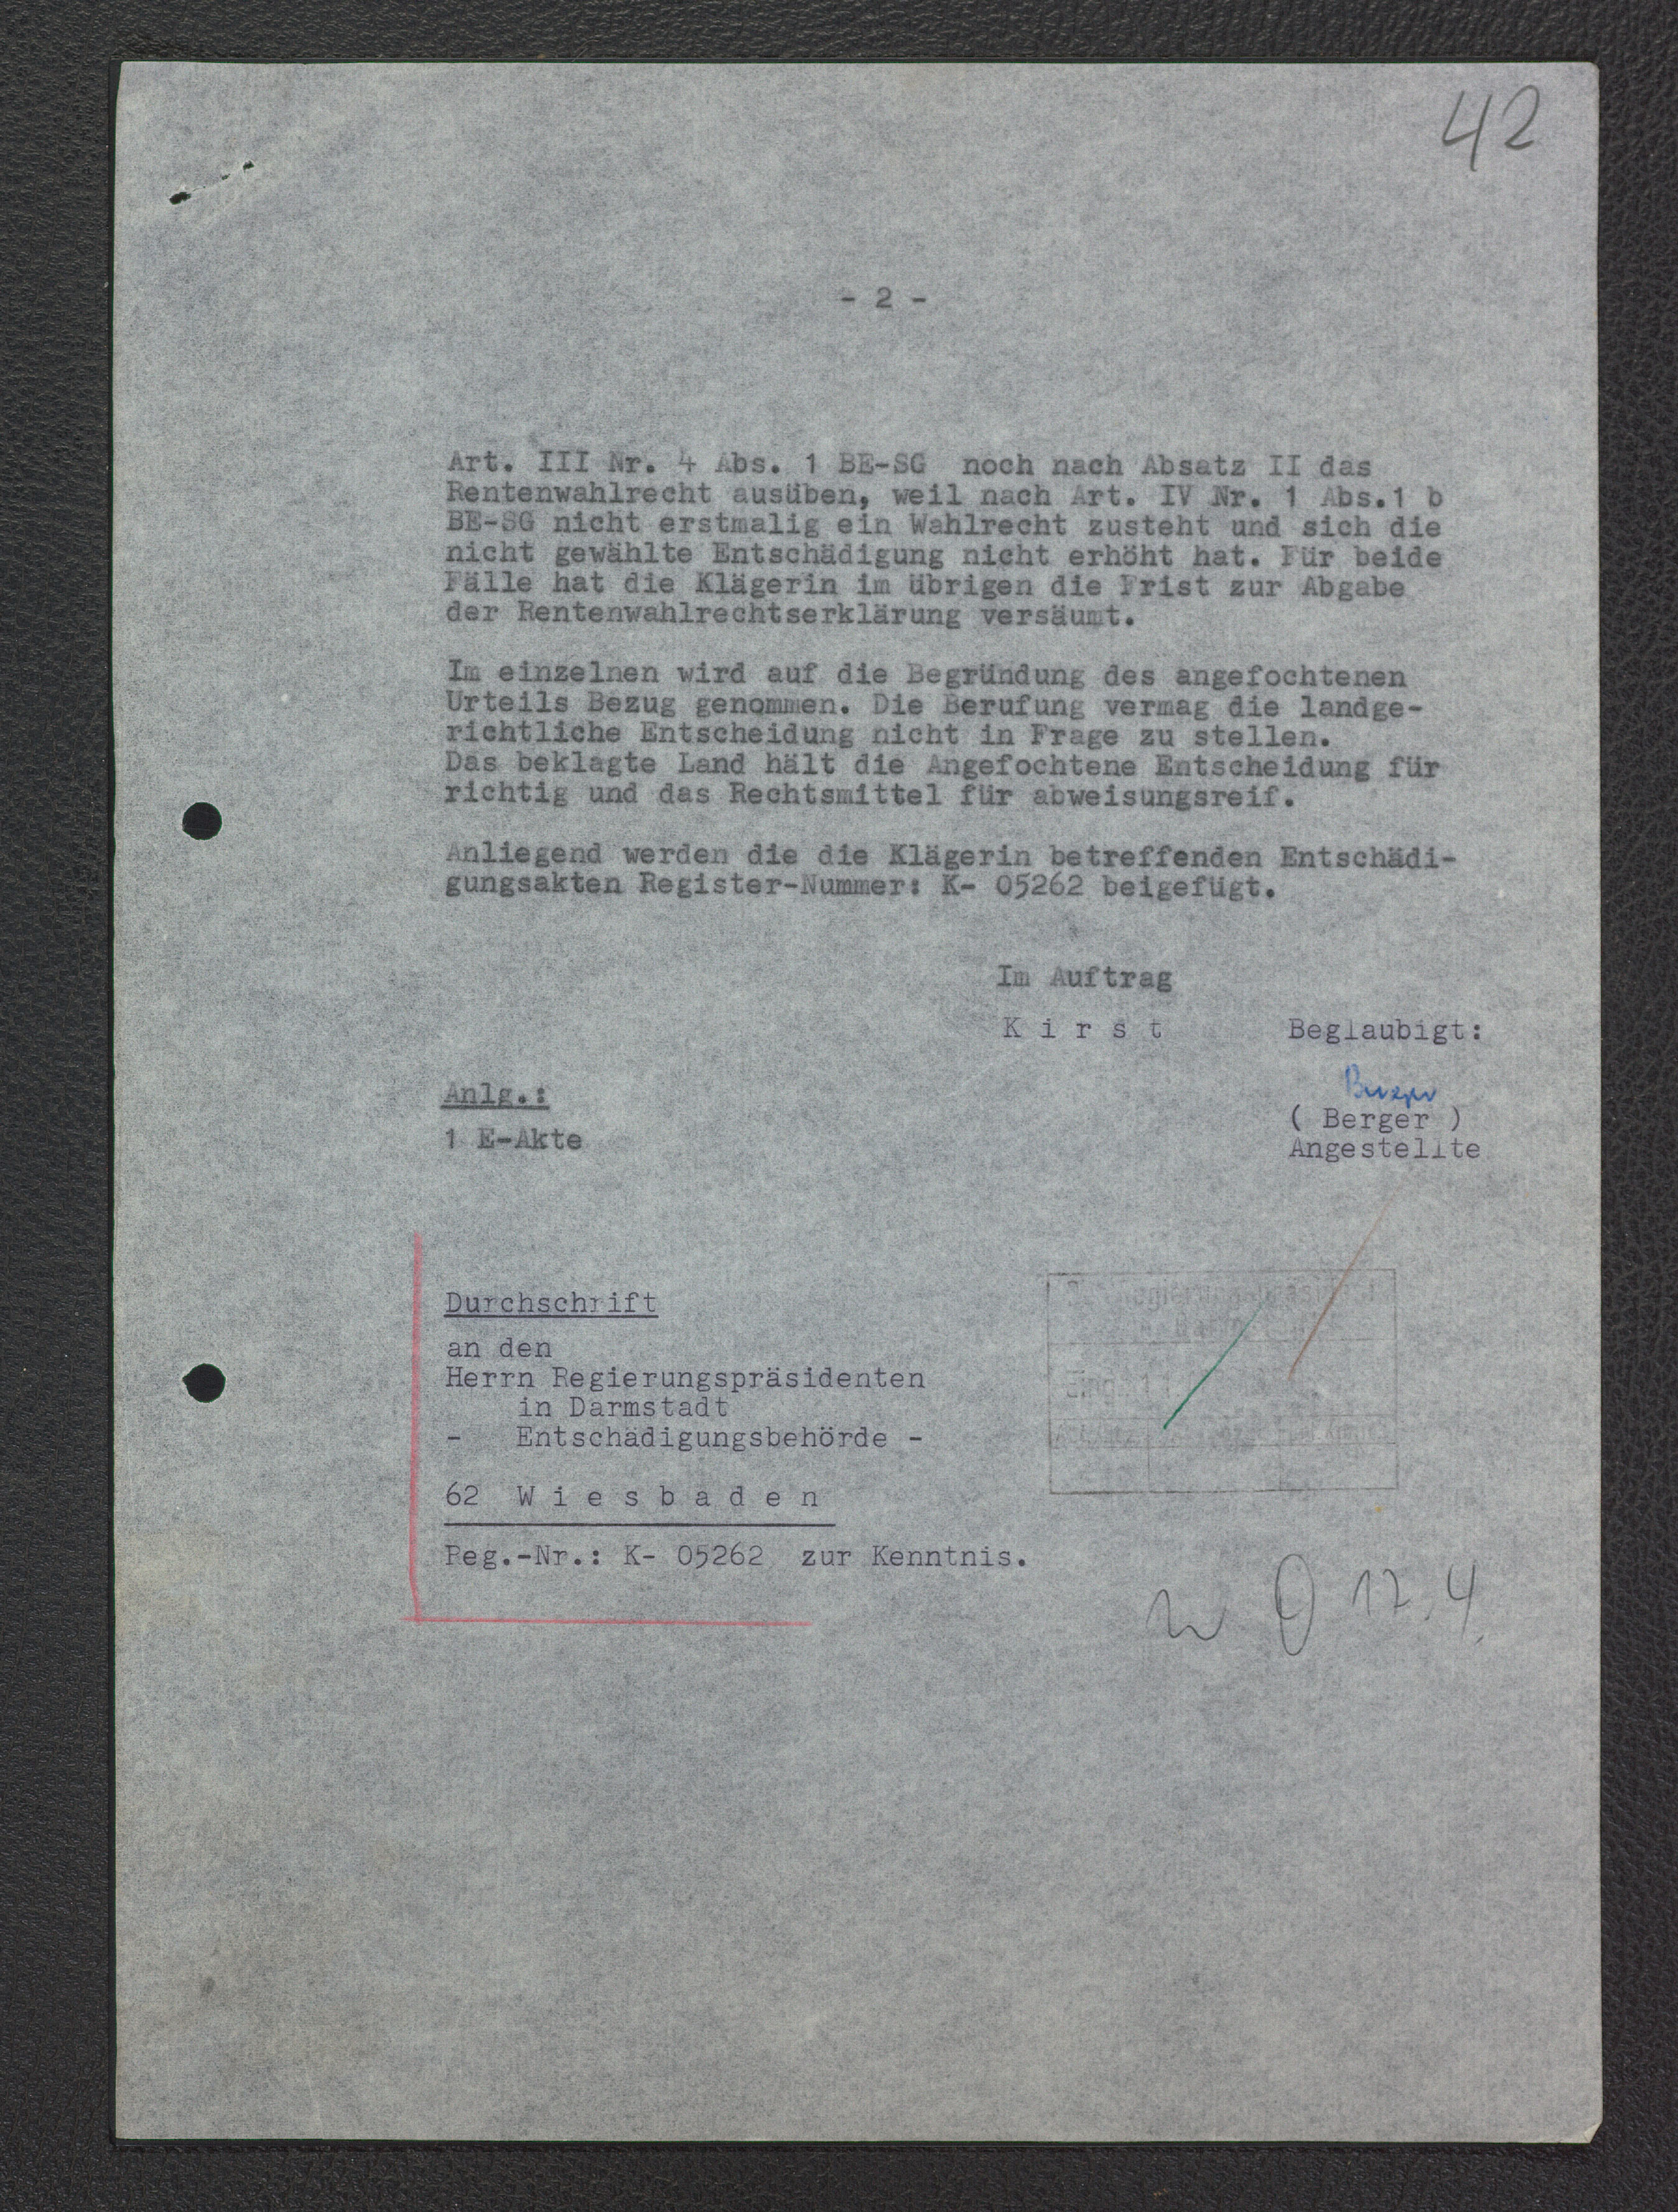 42
- 2 -
Art. III Nr. 4 Abs. 1 BE-SG noch nach Absatz II das
Rentenwahlrecht ausüben, weil nach Art. IV Nr. 1 Abs.1 b
BE-SG nicht erstmalig ein Wahlrecht zusteht und sich die
nicht gewählte Entschädigung nicht erhöht hat. Für beide
Fälle hat die Klägerin im übrigen die Frist zur Abgabe
der Rentenwahlrechtserklärung versäumt.
Im einzelnen wird auf die Begründung des angefochtenen
Urteils Bezug genommen. Die Berufung vermag die landge-
richtliche Entscheidung nicht in Frage zu stellen.
Das beklagte Land hält die Angefochtene Entscheidung für
richtig und das Rechtsmittel für abweisungsreif.
Anliegend werden die die Klägerin betreffenden Entschädi-
gungsakten Register-Nummer: K- 05262 beigefügt.
Im Auftrag
K i r s t
Beglaubigt:
Berger
( Berger )
Angestellte
Anlg.:
1 E-Akte
Durchschrift
an den
Herrn Regierungspräsidenten
in Darmstadt
- Entschädigungsbehörde -
62 W i e s b a d e n
Reg.-Nr.: K- 05262 zur Kenntnis.
Eing. 11.
12.4.